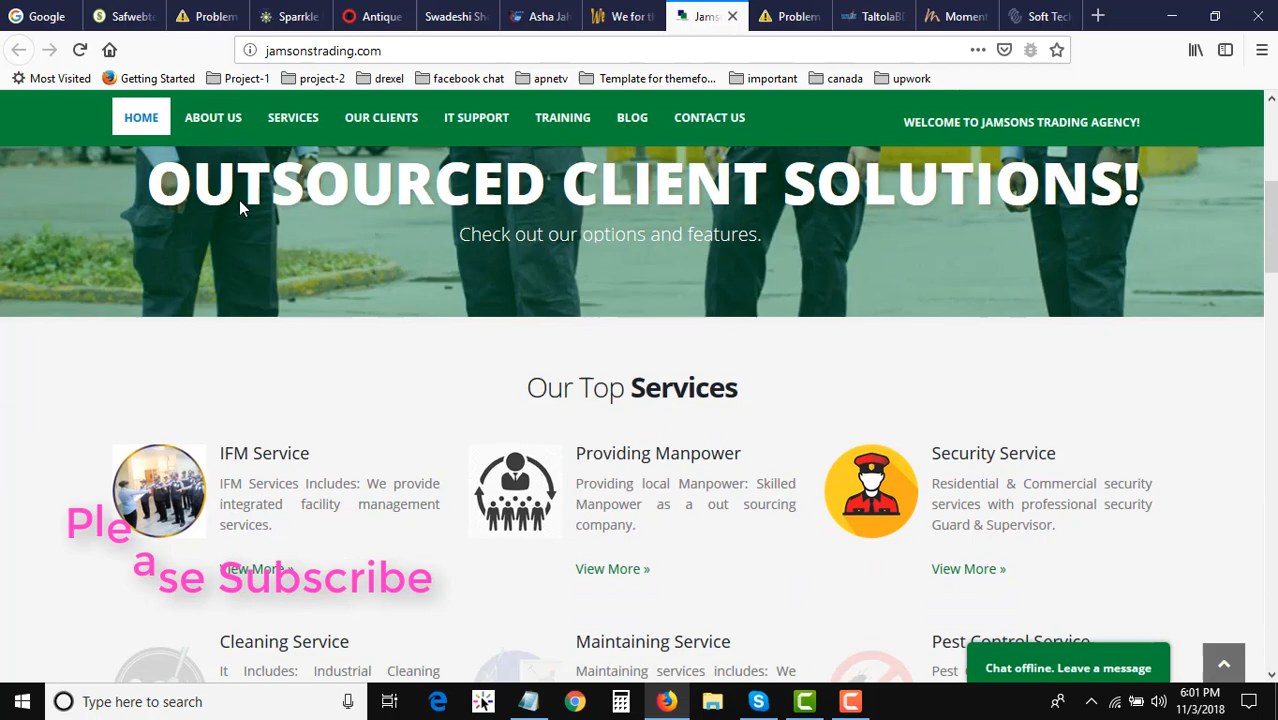 Google
Safwebte
Problem
Sparrkle
Antique
Swadeshi Sh
Asha Jah
We for th
Jams
Problem
TaltolaBD
Moment
Soft Tec
jamsonstrading.com
Most Visited
Getting Started
Project-1
project-2
drexel
facebook chat
apnetv
Template for themefo...
important
canada
upwork
HOME
ABOUT US
SERVICES
OUR CLIENTS
IT SUPPORT
TRAINING
BLOG
CONTACT US
WELCOME TO JAMSONS TRADING AGENCY!
OUTSOURCED CLIENT SOLUTIONS!
Check out our options and features.
Our Top Services
IFM Service
IFM Services Includes: We provide
integrated facility management
services.
View More »
Providing Manpower
Providing local Manpower: Skilled
Manpower as a out sourcing
company.
View More »
Security Service
Residential & Commercial security
services with professional security
Guard & Supervisor.
View More »
Please Subscribe
Cleaning Service
It Includes: Industrial Cleaning
Maintaining Service
Maintaining services includes: We
Pest Control Service
Pest
Chat offline. Leave a message
Type here to search
6:01 PM
11/3/2018